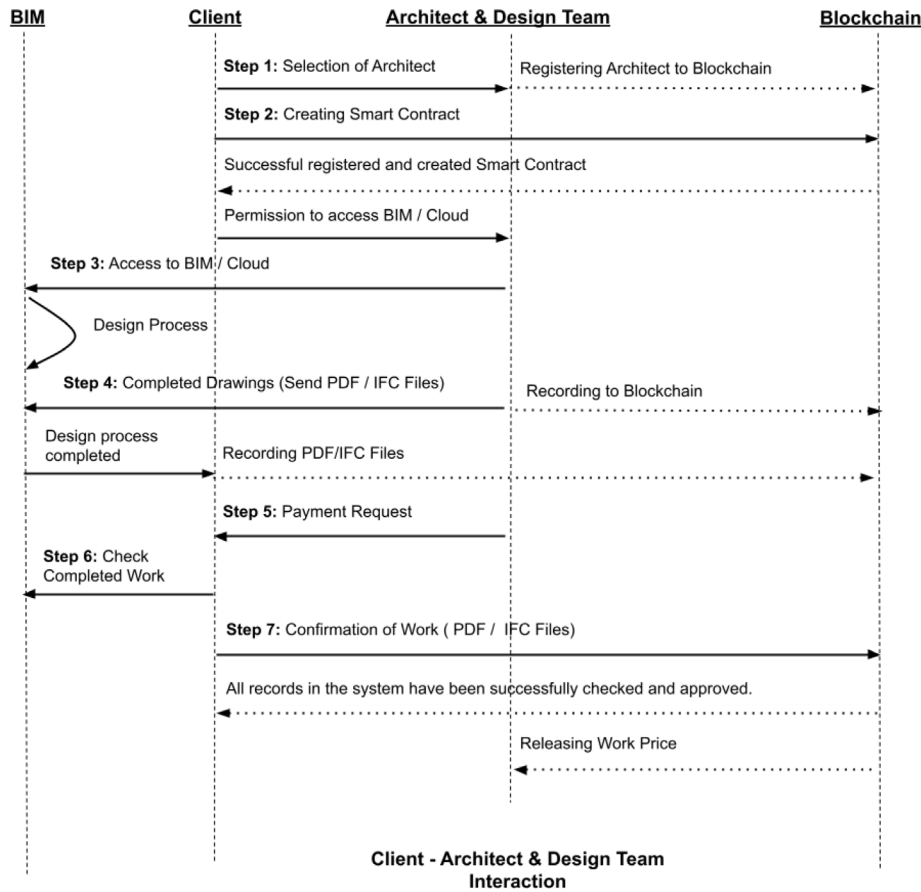 BIM Client Architect & Design Team Blockchain
Step 1: Selection of Architect
Registering Architect to Blockchain
Step 2: Creating Smart Contract
Successful registered and created Smart Contract
Permission to access BIM / Cloud
Step 3: Access to BIM / Cloud
Design Process
Step 4: Completed Drawings (Send PDF / IFC Files)
Recording to Blockchain
Design process
completed
Recording PDF/IFC Files
Step 5: Payment Request
Step 6: Check
Completed Work
Step 7: Confirmation of Work ( PDF / IFC Files)
All records in the system have been successfully checked and approved.
Releasing Work Price
Client - Architect & Design Team
Interaction